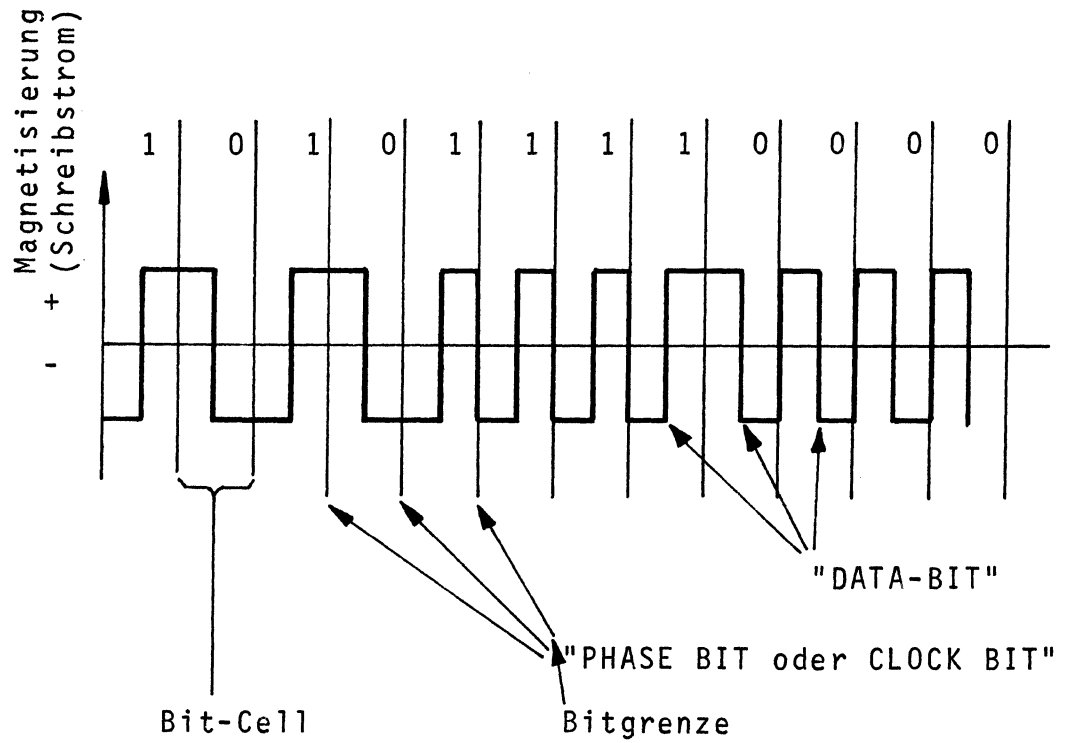 Magnetisierung
(Schreibstrom)
- +
1 0 1 0 1 1 1 1 0 0 0 0
"DATA-BIT"
"PHASE BIT oder CLOCK BIT"
Bit-Cell
Bitgrenze